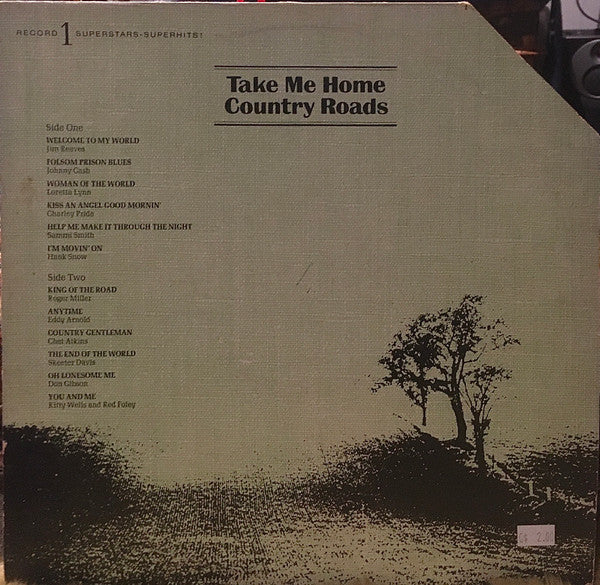 RECORD 1 SUPERSTARS-SUPERHITS!
Take Me Home
Country Roads
Side One
WELCOME TO MY WORLD
Jim Reeves
FOLSOM PRISON BLUES
Johnny Cash
WOMAN OF THE WORLD
Loretta Lynn
KISS AN ANGEL GOOD MORNIN'
Charley Pride
HELP ME MAKE IT THROUGH THE NIGHT
Sammi Smith
I'M MOVIN' ON
Hank Snow
Side Two
KING OF THE ROAD
Roger Miller
ANYTIME
Eddy Arnold
COUNTRY GENTLEMAN
Chet Atkins
THE END OF THE WORLD
Skeeter Davis
OH LONESOME ME
Don Gibson
YOU AND ME
Kitty Wells and Red Foley